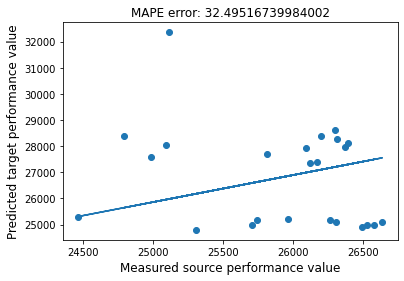 MAPE error: 32.49516739984002
Predicted target performance value
32000
31000
30000
29000
28000
27000
26000
25000
24500 25000 25500 26000 26500
Measured source performance value